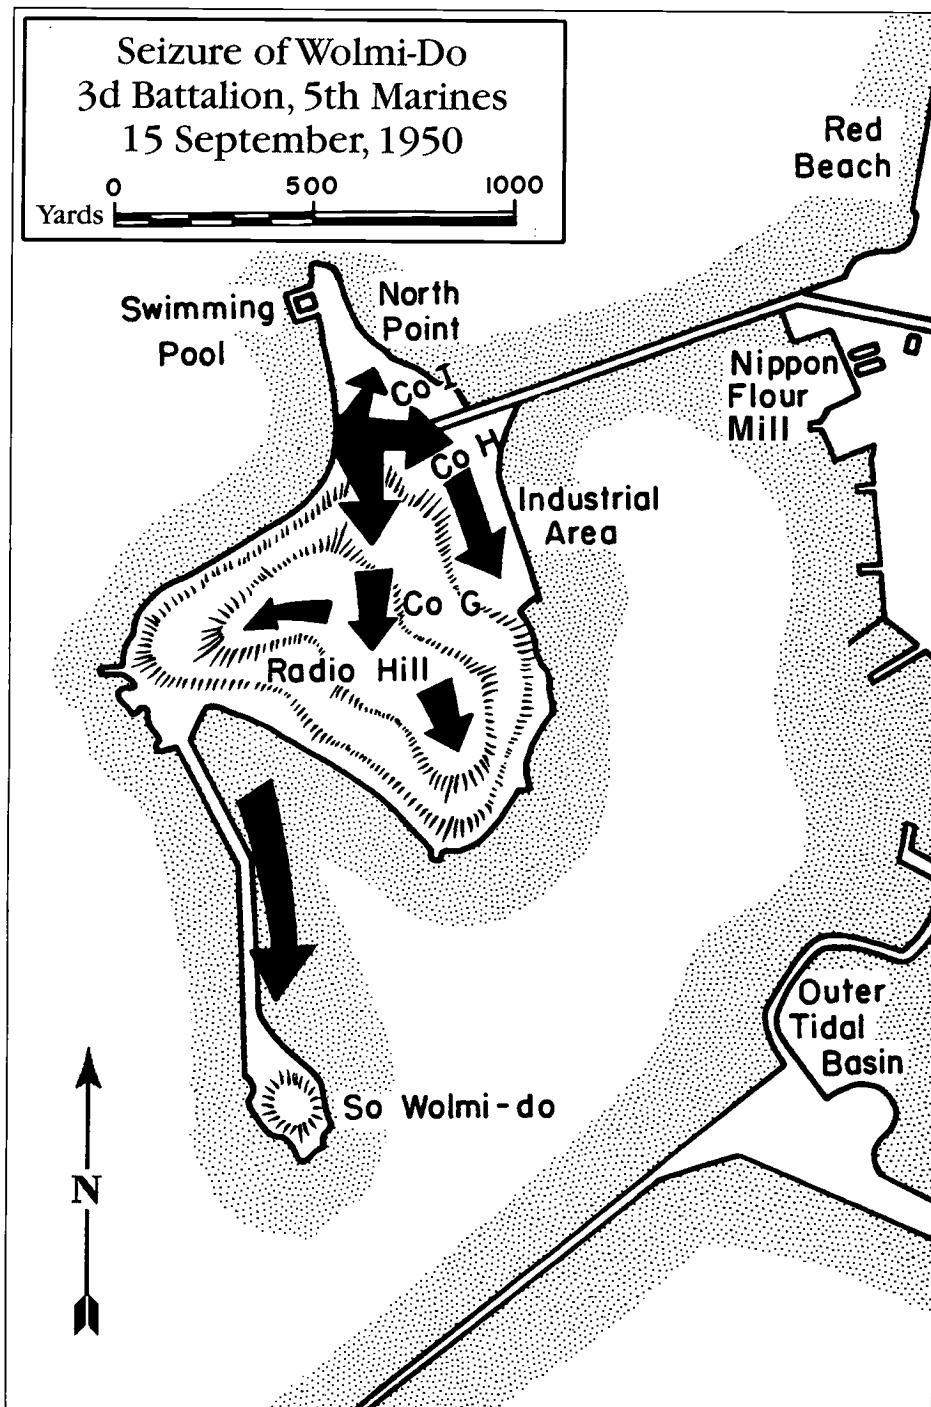 Seizure of Wolmi-Do
3d Battalion, 5th Marines
15 September, 1950
0 500 1000
Yards
Red
Beach
Swimming
Pool
North
Point
Co I
Nippon
Flour
Mill
Co H
Industrial
Area
Co G
Radio Hill
Outer
Tidal
Basin
So Wolmi-do
N